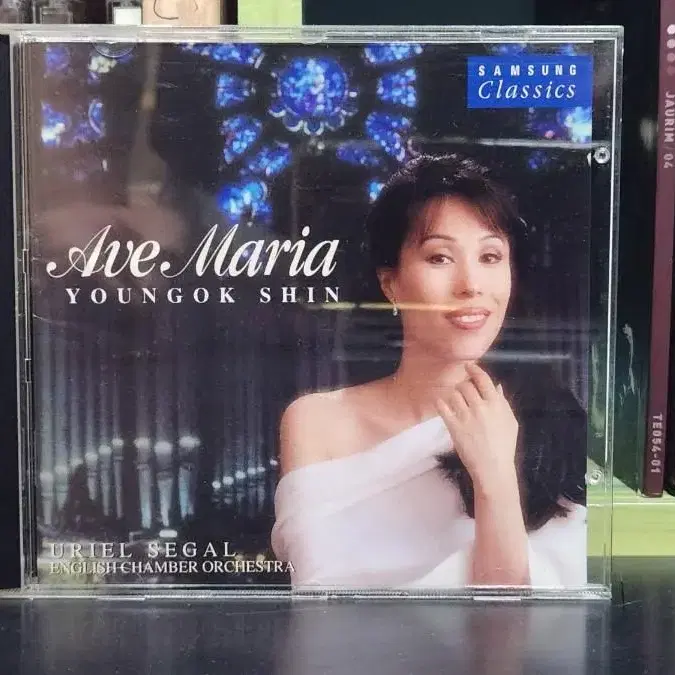 SAMSUNG
Classics
Ave Maria
YOUNGOK SHIN
URIEL SEGAL
ENGLISH CHAMBER ORCHESTRA
JAURIM / 04
TE054-01